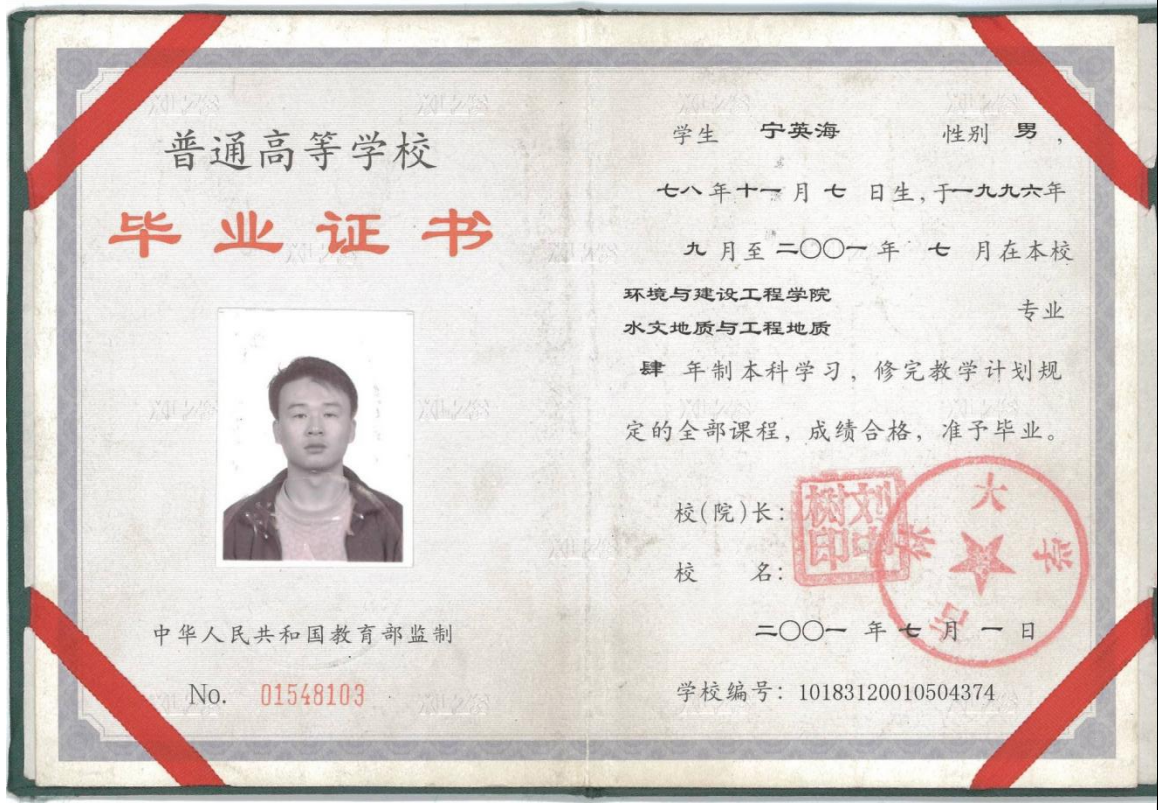 普通高等学校
毕业证书
中华人民共和国教育部监制
No. 01548103
学生 宁英海 性别 男，
七八年十一月七日生，于一九九六年
九月至二〇〇一年七月在本校
环境与建设工程学院
水文地质与工程地质 专业
肆年制本科学习，修完教学计划规
定的全部课程，成绩合格，准予毕业。
校(院)长：
刘中树印
校名：
大学
二〇〇一年七月一日
学校编号：10183120010504374